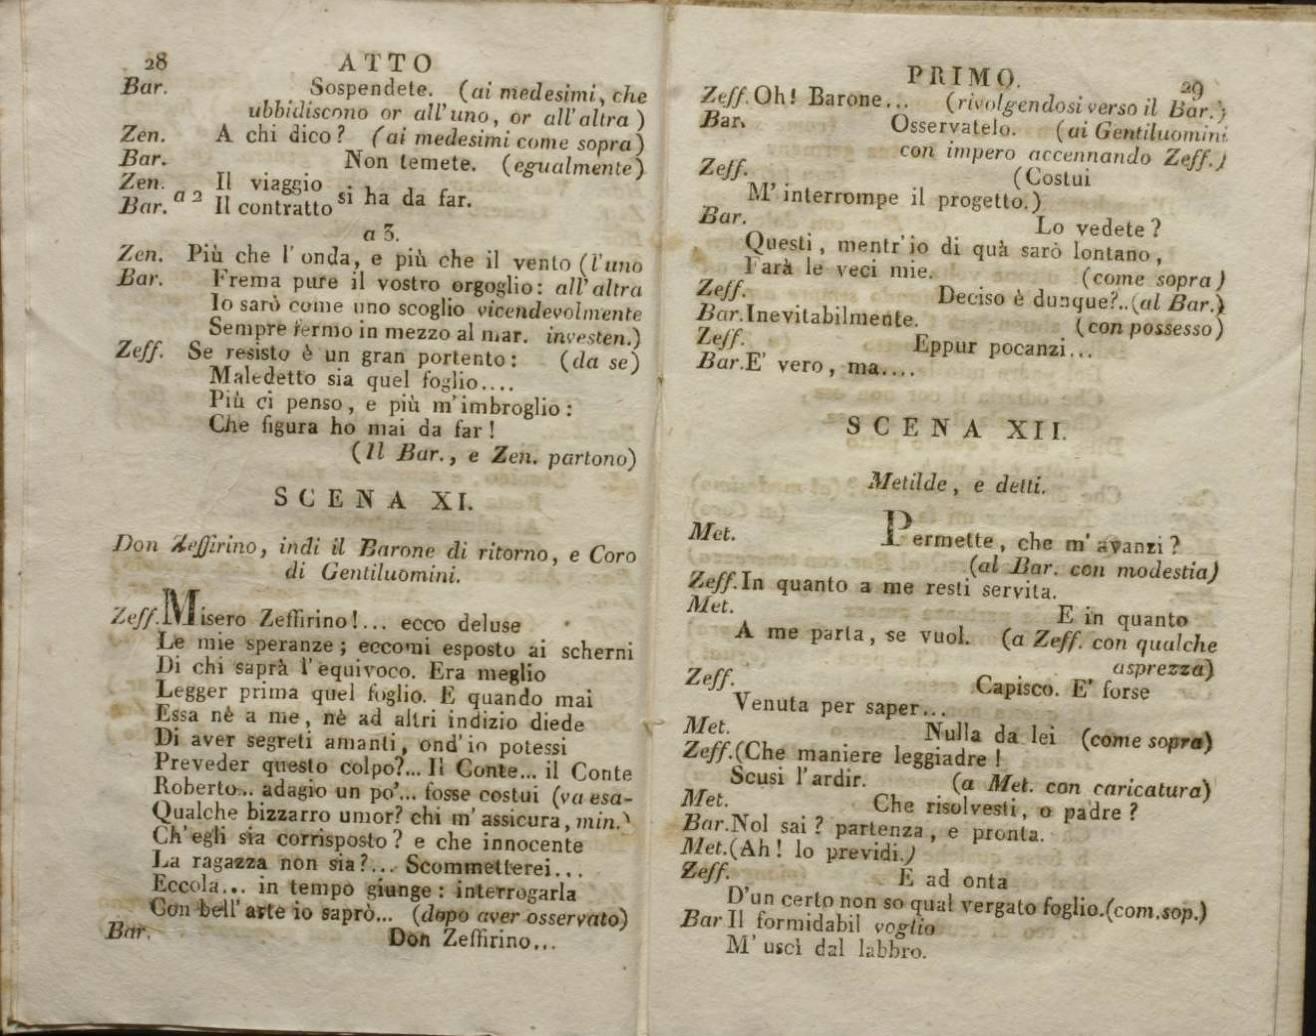 28 ATTO
Bar. Sospendete. (ai medesimi, che
ubbidiscono or all'uno, or all'altra)
Zen. A chi dico? (ai medesimi come sopra)
Bar. Non temete. (egualmente)
Zen. a 2 Il viaggio si ha da far.
Bar. Il contratto
a 3.
Zen. Più che l'onda, e più che il vento (l'uno
Bar. Frema pure il vostro orgoglio: all'altra
Io sarò come uno scoglio vicendevolmente
Sempre fermo in mezzo al mar. investen.)
Zeff. Se resisto è un gran portento: (da se)
Maledetto sia quel foglio....
Più ci penso, e più m'imbroglio:
Che figura ho mai da far!
(Il Bar., e Zen. partono)
SCENA XI.
Don Zeffirino, indi il Barone di ritorno, e Coro
di Gentiluomini.
Zeff. Misero Zeffirino!... ecco deluse
Le mie speranze; eccomi esposto ai scherni
Di chi saprà l'equivoco. Era meglio
Legger prima quel foglio. E quando mai
Essa nè a me, nè ad altri indizio diede
Di aver segreti amanti, ond'io potessi
Preveder questo colpo?... Il Conte... il Conte
Roberto... adagio un po'... fosse costui (va esa-
Qualche bizzarro umor? chi m'assicura, min.)
Ch'egli sia corrisposto? e che innocente
La ragazza non sia?... Scommetterei...
Eccola... in tempo giunge: interrogarla
Con bell'arte io saprò... (dopo aver osservato)
Bar. Don Zeffirino...
PRIMO. 29
Zeff. Oh! Barone... (rivolgendosi verso il Bar.)
Bar. Osservatelo. (ai Gentiluomini
con impero accennando Zeff.)
Zeff. (Costui
M'interrompe il progetto.)
Bar. Lo vedete?
Questi, mentr'io di quà sarò lontano,
Farà le veci mie. (come sopra)
Zeff. Deciso è dunque?..(al Bar.)
Bar. Inevitabilmente. (con possesso)
Zeff. Eppur pocanzi...
Bar. E' vero, ma....
SCENA XII.
Metilde, e detti.
Met. Permette, che m'avanzi?
(al Bar. con modestia)
Zeff. In quanto a me resti servita.
Met. E in quanto
A me parla, se vuol. (a Zeff. con qualche
asprezza)
Zeff. Capisco. E' forse
Venuta per saper...
Met. Nulla da lei (come sopra)
Zeff. (Che maniere leggiadre!
Scusi l'ardir. (a Met. con caricatura)
Met. Che risolvesti, o padre?
Bar. Nol sai? partenza, e pronta.
Met. (Ah! lo previdi.)
Zeff. E ad onta
D'un certo non so qual vergato foglio.(com.sop.)
Bar Il formidabil voglio
M'uscì dal labbro.